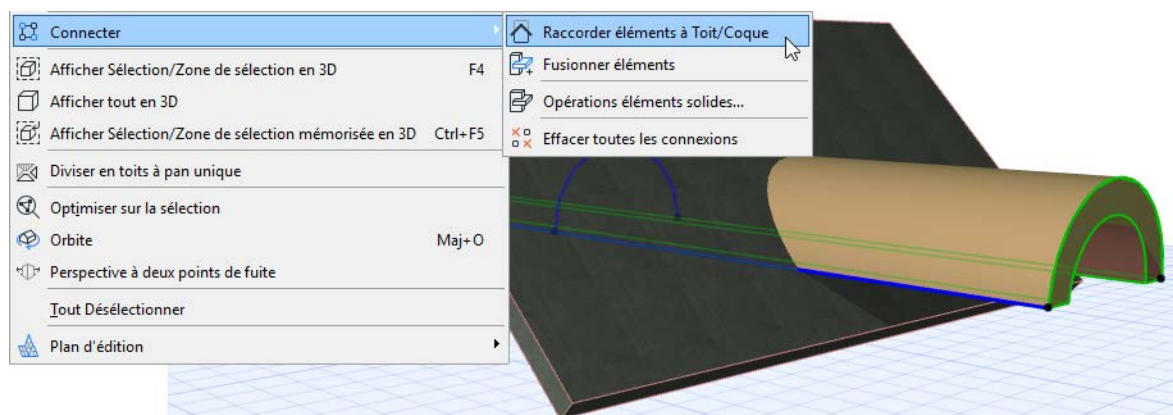 Connecter
Raccorder éléments à Toit/Coque
Fusionner éléments
Opérations éléments solides...
Effacer toutes les connexions
Afficher Sélection/Zone de sélection en 3D F4
Afficher tout en 3D
Afficher Sélection/Zone de sélection mémorisée en 3D Ctrl+F5
Diviser en toits à pan unique
Optimiser sur la sélection
Orbite Maj+O
Perspective à deux points de fuite
Tout Désélectionner
Plan d'édition